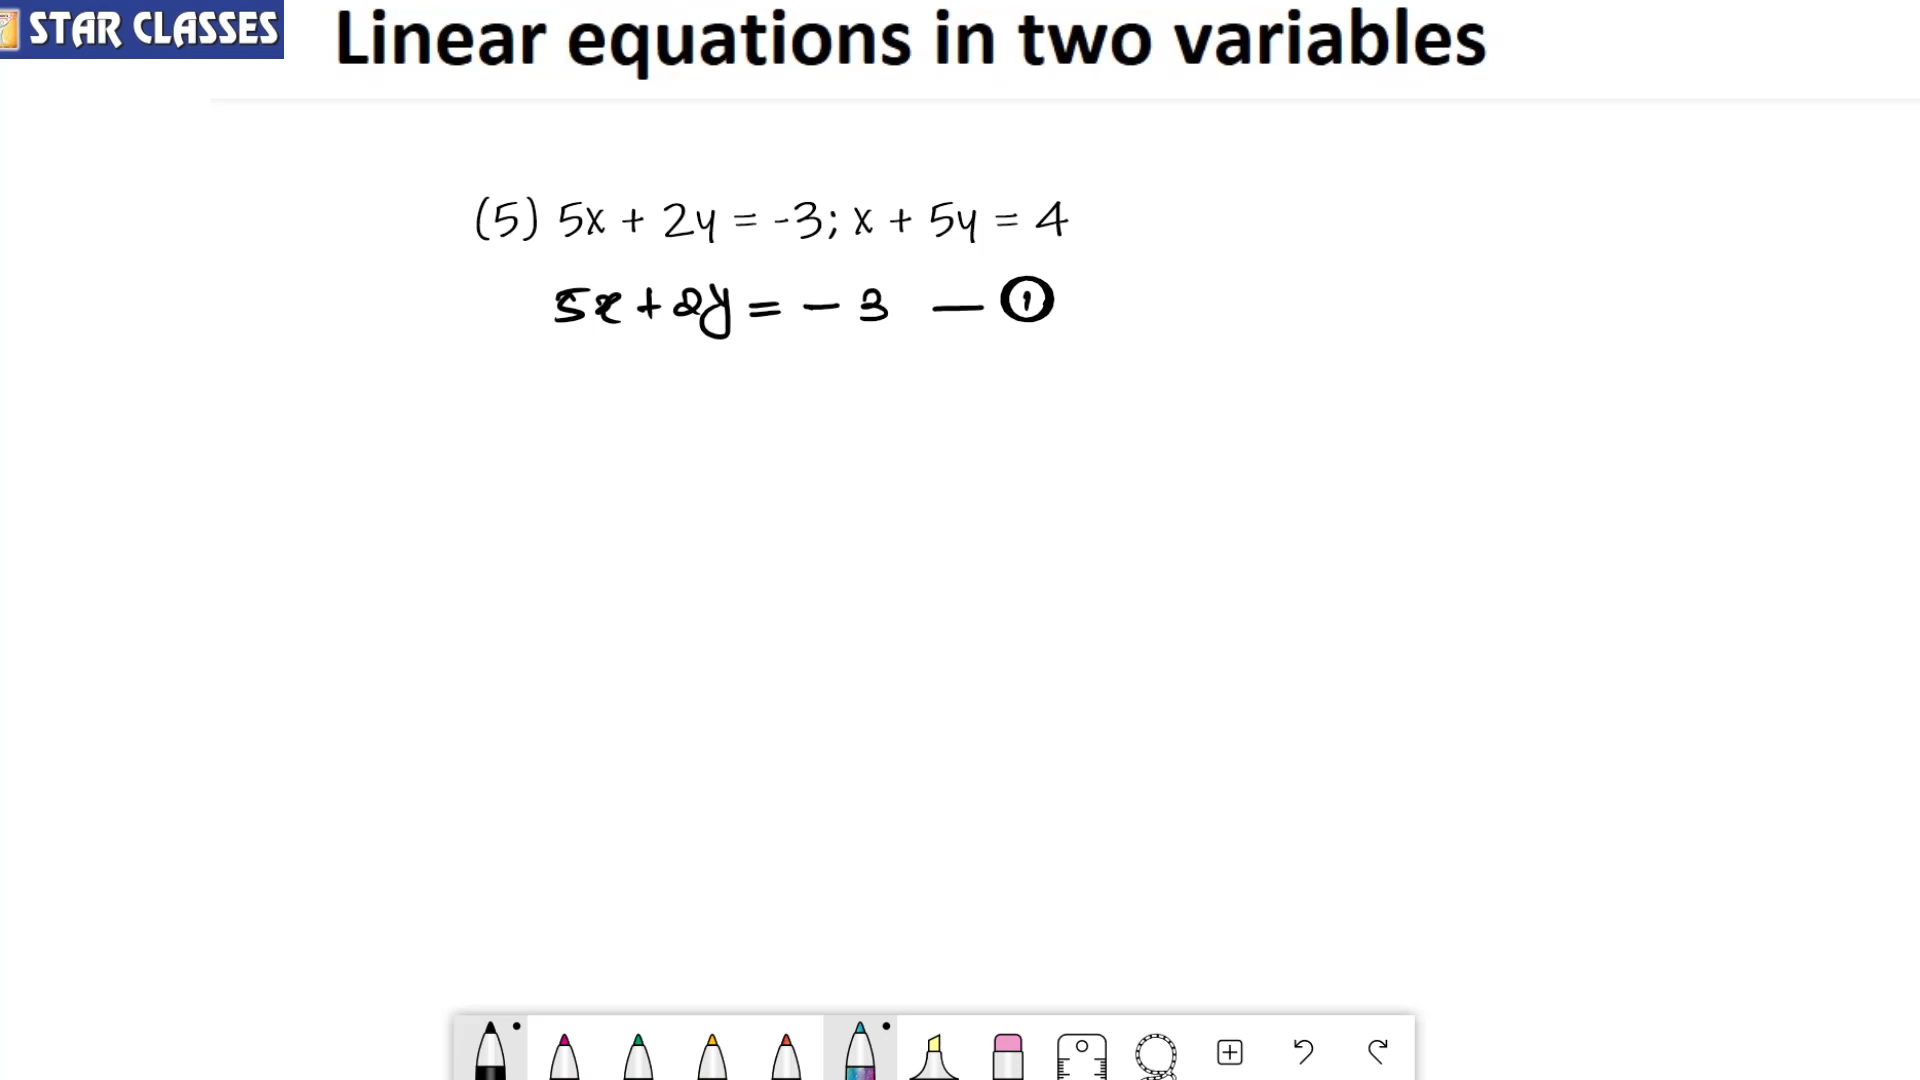 STAR CLASSES
Linear equations in two variables
(5) 5x + 2y = -3; x + 5y = 4
5x + 2y = - 3 — ①